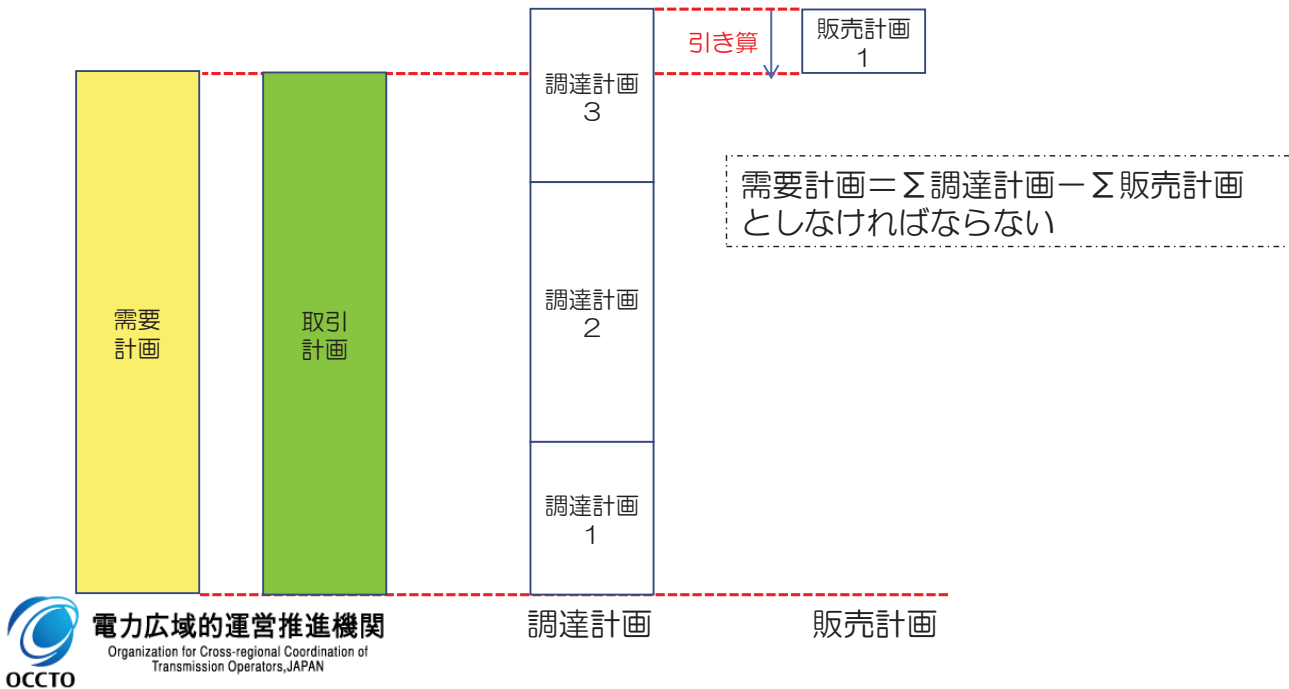 引き算
販売計画
1
調達計画
3
需要計画＝Σ調達計画－Σ販売計画
としなければならない
需要
計画
取引
計画
調達計画
2
調達計画
1
調達計画
販売計画
電力広域的運営推進機関
Organization for Cross-regional Coordination of
Transmission Operators,JAPAN
OCCTO